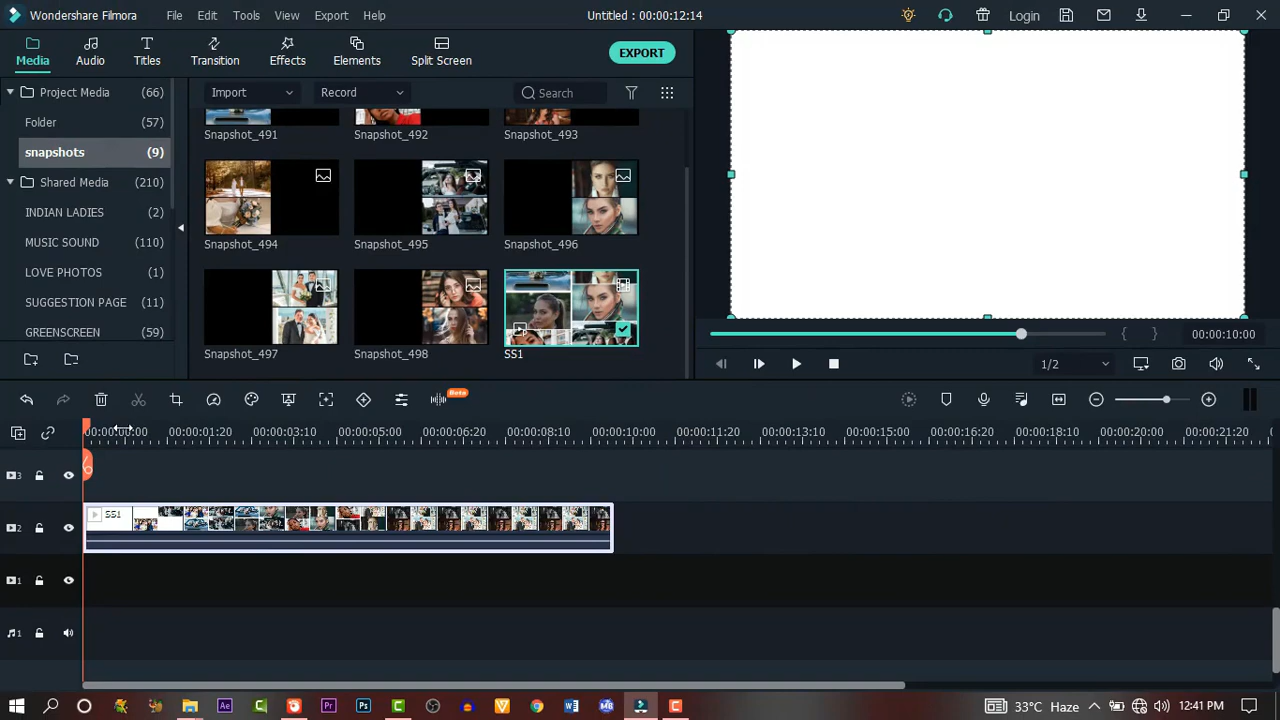 Wondershare Filmora File Edit Tools View Export Help Untitled : 00:00:12:14 Login
Media Audio Titles Transition Effects Elements Split Screen EXPORT
Project Media (66)
Folder (57)
snapshots (9)
Shared Media (210)
INDIAN LADIES (2)
MUSIC SOUND (110)
LOVE PHOTOS (1)
SUGGESTION PAGE (11)
GREENSCREEN (59)
Import Record Search
Snapshot_491 Snapshot_492 Snapshot_493
Snapshot_494 Snapshot_495 Snapshot_496
Snapshot_497 Snapshot_498 SS1
00:00:10:00
1/2
Beta
00:00:00:00 00:00:01:20 00:00:03:10 00:00:05:00 00:00:06:20 00:00:08:10 00:00:10:00 00:00:11:20 00:00:13:10 00:00:15:00 00:00:16:20 00:00:18:10 00:00:20:00 00:00:21:20
3
2 SS1
1
1
Ae Pr Ps 33°C Haze 12:41 PM